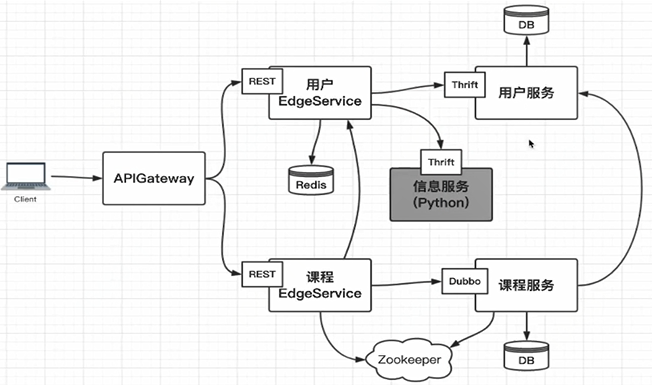 DB
REST
用户
EdgeService
Thrift
用户服务
Thrift
信息服务
（Python）
Redis
APIGateway
Client
REST
课程
EdgeService
Dubbo
课程服务
Zookeeper
DB